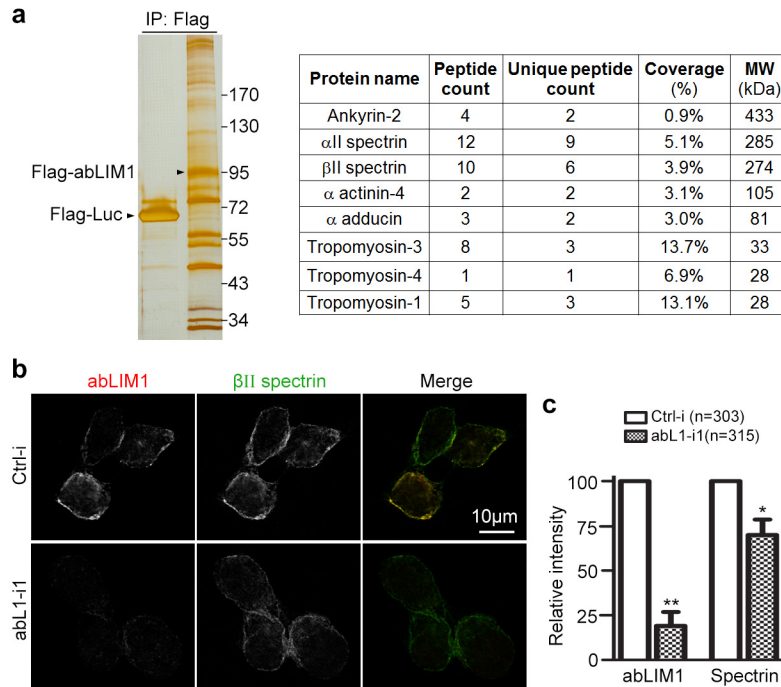 a
IP: Flag
170
130
Flag-abLIM1
95
72
Flag-Luc
55
43
34
Protein name Peptide count Unique peptide count Coverage (%) MW (kDa)
Ankyrin-2 4 2 0.9% 433
αII spectrin 12 9 5.1% 285
βII spectrin 10 6 3.9% 274
α actinin-4 2 2 3.1% 105
α adducin 3 2 3.0% 81
Tropomyosin-3 8 3 13.7% 33
Tropomyosin-4 1 1 6.9% 28
Tropomyosin-1 5 3 13.1% 28
b
abLIM1 βII spectrin Merge
Ctrl-i
10μm
abL1-i1
c
Ctrl-i (n=303)
abL1-i1(n=315)
Relative intensity
100
75
50
25
0
**
*
abLIM1 Spectrin